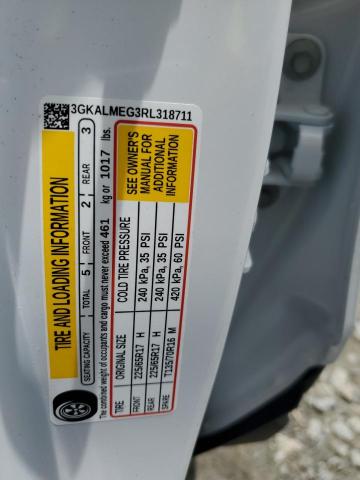 3GKALMEG3RL318711
TIRE AND LOADING INFORMATION
SEATING CAPACITY TOTAL 5 FRONT 2 REAR 3
The combined weight of occupants and cargo must never exceed 461 kg or 1017 lbs.
TIRE ORIGINAL SIZE COLD TIRE PRESSURE
FRONT 225/65R17 H 240 kPa, 35 PSI
REAR 225/65R17 H 240 kPa, 35 PSI
SPARE T135/70R16 M 420 kPa, 60 PSI
SEE OWNER'S
MANUAL FOR
ADDITIONAL
INFORMATION